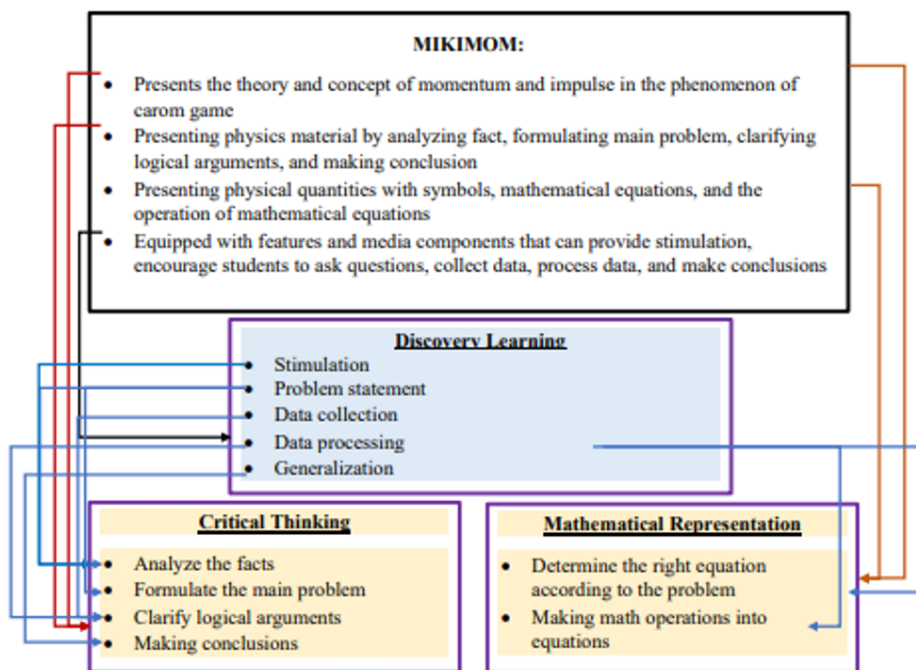 MIKIMOM:
• Presents the theory and concept of momentum and impulse in the phenomenon of
carom game
• Presenting physics material by analyzing fact, formulating main problem, clarifying
logical arguments, and making conclusion
• Presenting physical quantities with symbols, mathematical equations, and the
operation of mathematical equations
• Equipped with features and media components that can provide stimulation,
encourage students to ask questions, collect data, process data, and make conclusions
Discovery Learning
• Stimulation
• Problem statement
• Data collection
• Data processing
• Generalization
Critical Thinking
• Analyze the facts
• Formulate the main problem
• Clarify logical arguments
• Making conclusions
Mathematical Representation
• Determine the right equation
according to the problem
• Making math operations into
equations